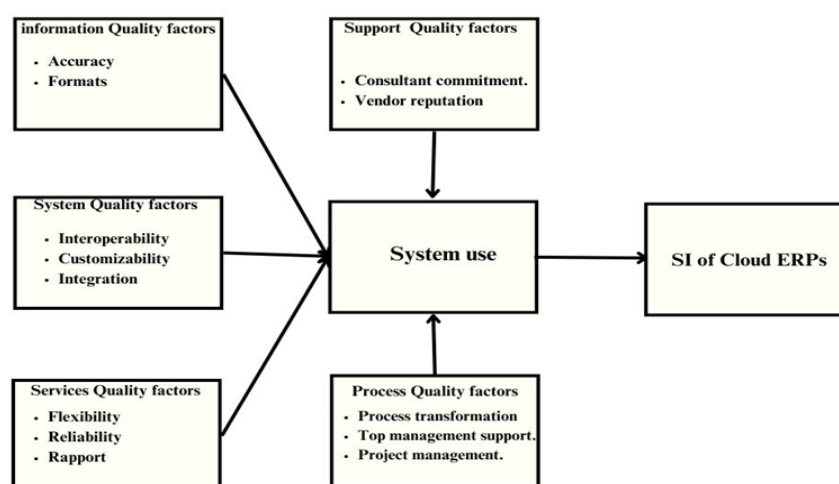 information Quality factors
• Accuracy
• Formats
Support Quality factors
• Consultant commitment.
• Vendor reputation
System Quality factors
• Interoperability
• Customizability
• Integration
System use
SI of Cloud ERPs
Services Quality factors
• Flexibility
• Reliability
• Rapport
Process Quality factors
• Process transformation
• Top management support.
• Project management.